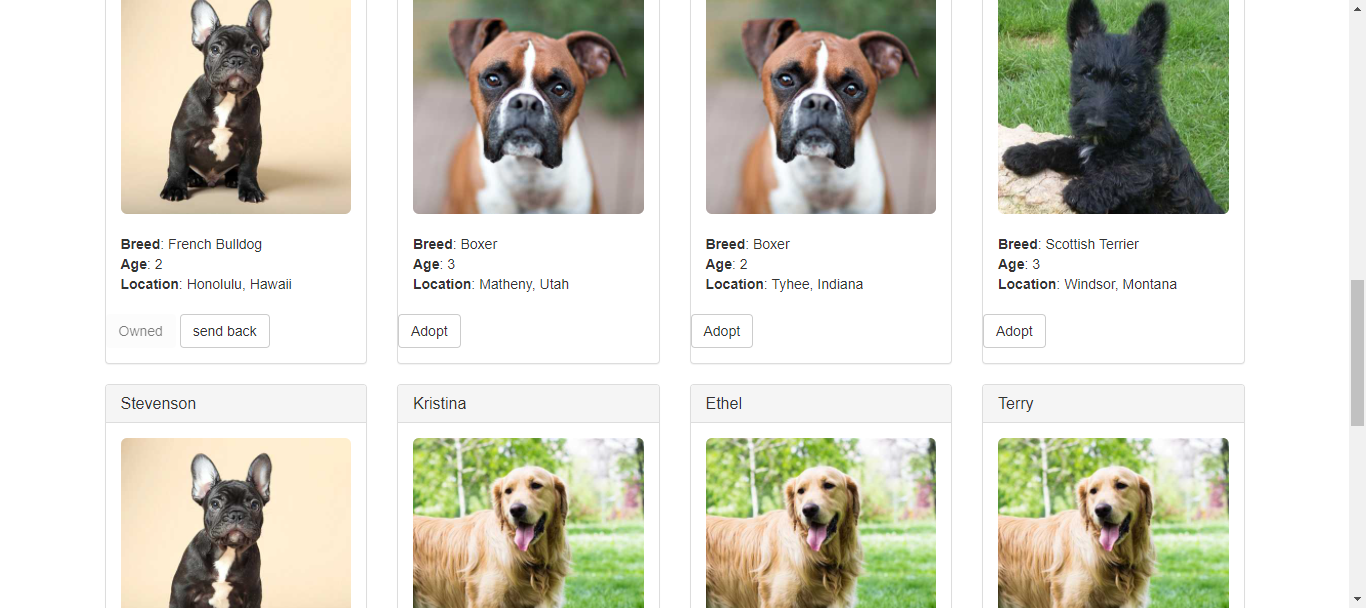 Breed: French Bulldog
Age: 2
Location: Honolulu, Hawaii
Owned
send back
Breed: Boxer
Age: 3
Location: Matheny, Utah
Adopt
Breed: Boxer
Age: 2
Location: Tyhee, Indiana
Adopt
Breed: Scottish Terrier
Age: 3
Location: Windsor, Montana
Adopt
Stevenson
Kristina
Ethel
Terry